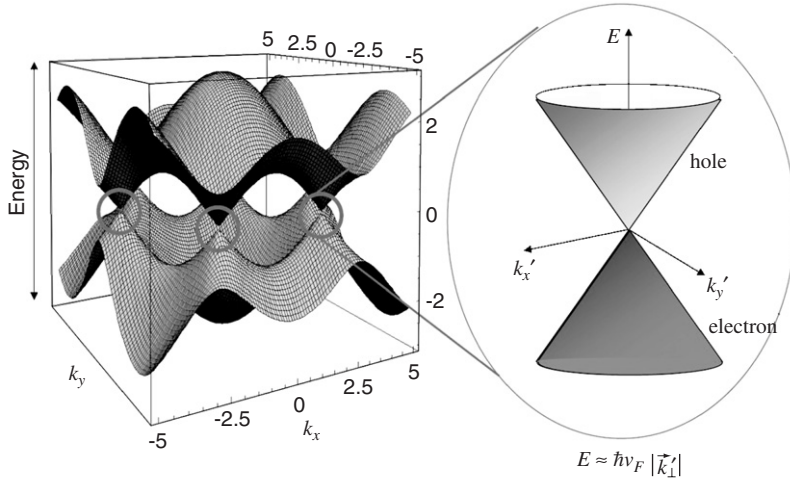 5 2.5 0 -2.5 -5
Energy
2
0
-2
k_y
-5 -2.5 0 2.5 5
k_x
E
hole
k_x′
k_y′
electron
E ≈ ħv_F |k⃗′_⊥|